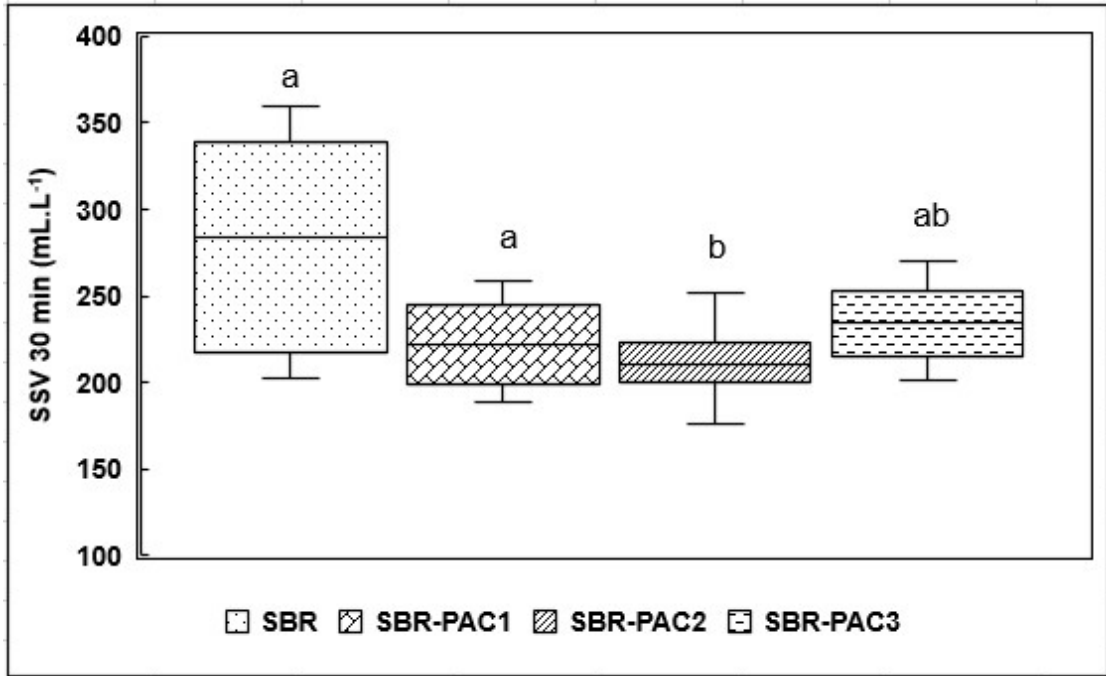 400
350
300
250
200
150
100
SSV 30 min (mL.L-1)
a
a
b
ab
SBR SBR-PAC1 SBR-PAC2 SBR-PAC3